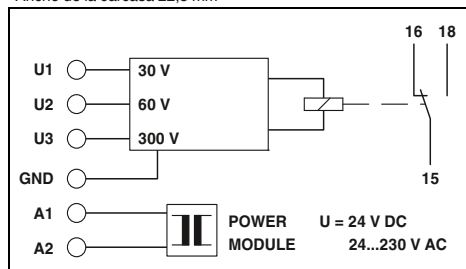 16 18
U1 30 V
U2 60 V
U3 300 V
GND
15
A1
POWER U = 24 V DC
A2 MODULE 24...230 V AC